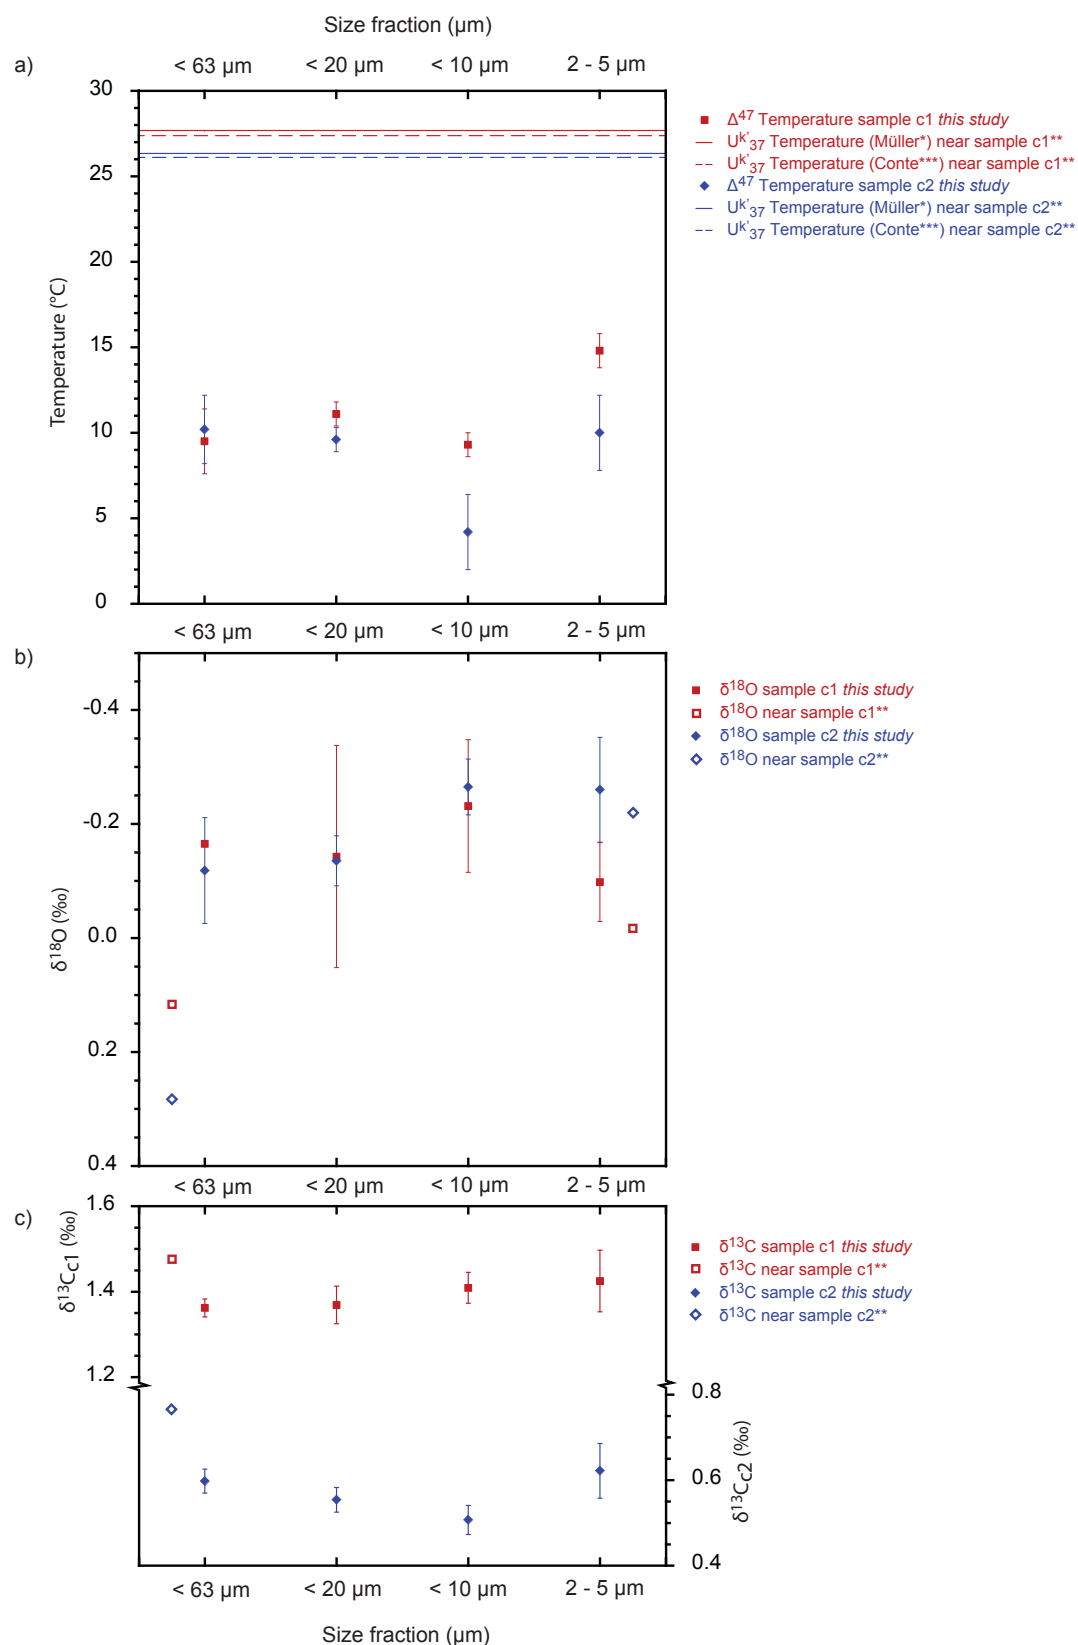 Size fraction (µm)
a)
< 63 µm
< 20 µm
< 10 µm
2 - 5 µm
30
25
20
15
10
5
0
Temperature (°C)
Δ47 Temperature sample c1 this study
Uk'37 Temperature (Müller*) near sample c1**
Uk'37 Temperature (Conte***) near sample c1**
Δ47 Temperature sample c2 this study
Uk'37 Temperature (Müller*) near sample c2**
Uk'37 Temperature (Conte***) near sample c2**
< 63 µm
< 20 µm
< 10 µm
2 - 5 µm
b)
-0.4
-0.2
0.0
0.2
0.4
δ18O (‰)
δ18O sample c1 this study
δ18O near sample c1**
δ18O sample c2 this study
δ18O near sample c2**
< 63 µm
< 20 µm
< 10 µm
2 - 5 µm
c)
1.6
1.4
1.2
δ13Cc1 (‰)
δ13C sample c1 this study
δ13C near sample c1**
δ13C sample c2 this study
δ13C near sample c2**
0.8
0.6
0.4
δ13Cc2 (‰)
< 63 µm
< 20 µm
< 10 µm
2 - 5 µm
Size fraction (µm)